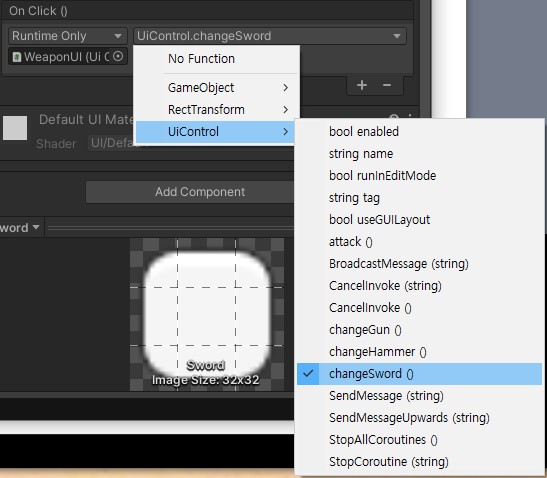 On Click ()
Runtime Only
UiControl.changeSword
WeaponUI (Ui C
No Function
GameObject
RectTransform
UiControl
Default UI Mate
Shader
UI/Defau
Add Component
word
Sword
Image Size: 32x32
bool enabled
string name
bool runInEditMode
string tag
bool useGUILayout
attack ()
BroadcastMessage (string)
CancelInvoke (string)
CancelInvoke ()
changeGun ()
changeHammer ()
changeSword ()
SendMessage (string)
SendMessageUpwards (string)
StopAllCoroutines ()
StopCoroutine (string)